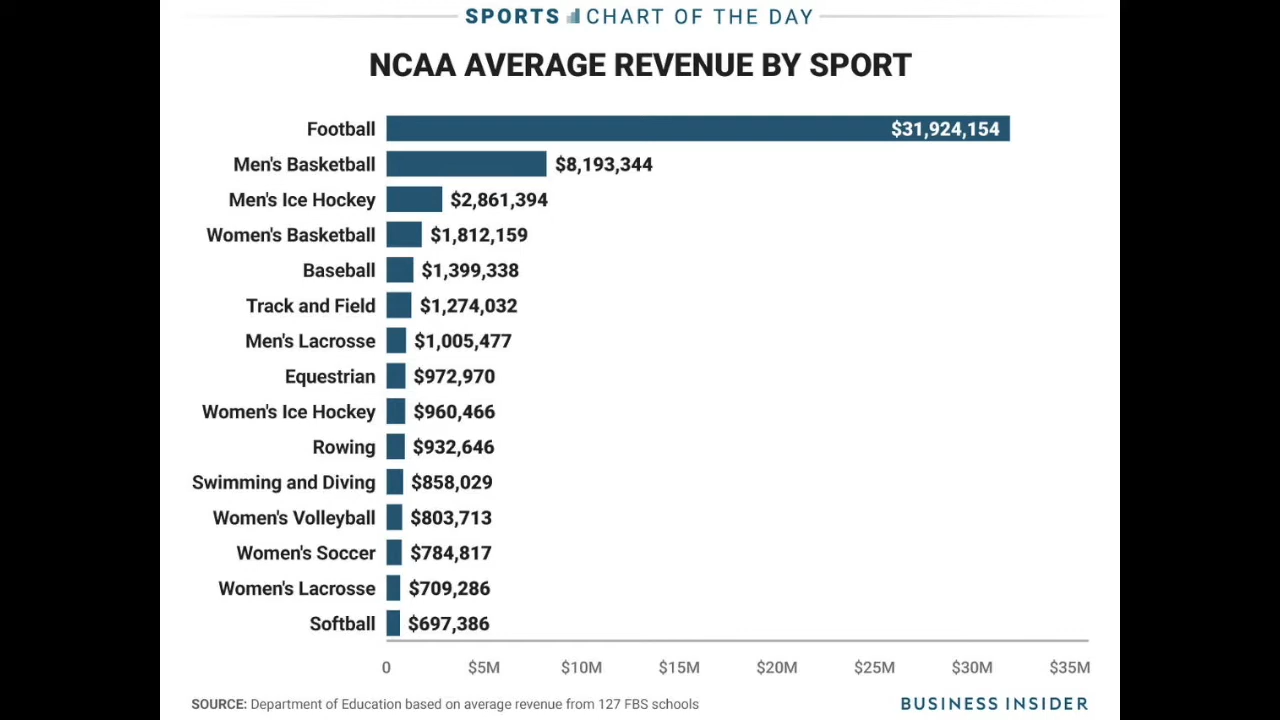 SPORTS CHART OF THE DAY
NCAA AVERAGE REVENUE BY SPORT
Football $31,924,154
Men's Basketball $8,193,344
Men's Ice Hockey $2,861,394
Women's Basketball $1,812,159
Baseball $1,399,338
Track and Field $1,274,032
Men's Lacrosse $1,005,477
Equestrian $972,970
Women's Ice Hockey $960,466
Rowing $932,646
Swimming and Diving $858,029
Women's Volleyball $803,713
Women's Soccer $784,817
Women's Lacrosse $709,286
Softball $697,386
0 $5M $10M $15M $20M $25M $30M $35M
SOURCE: Department of Education based on average revenue from 127 FBS schools
BUSINESS INSIDER